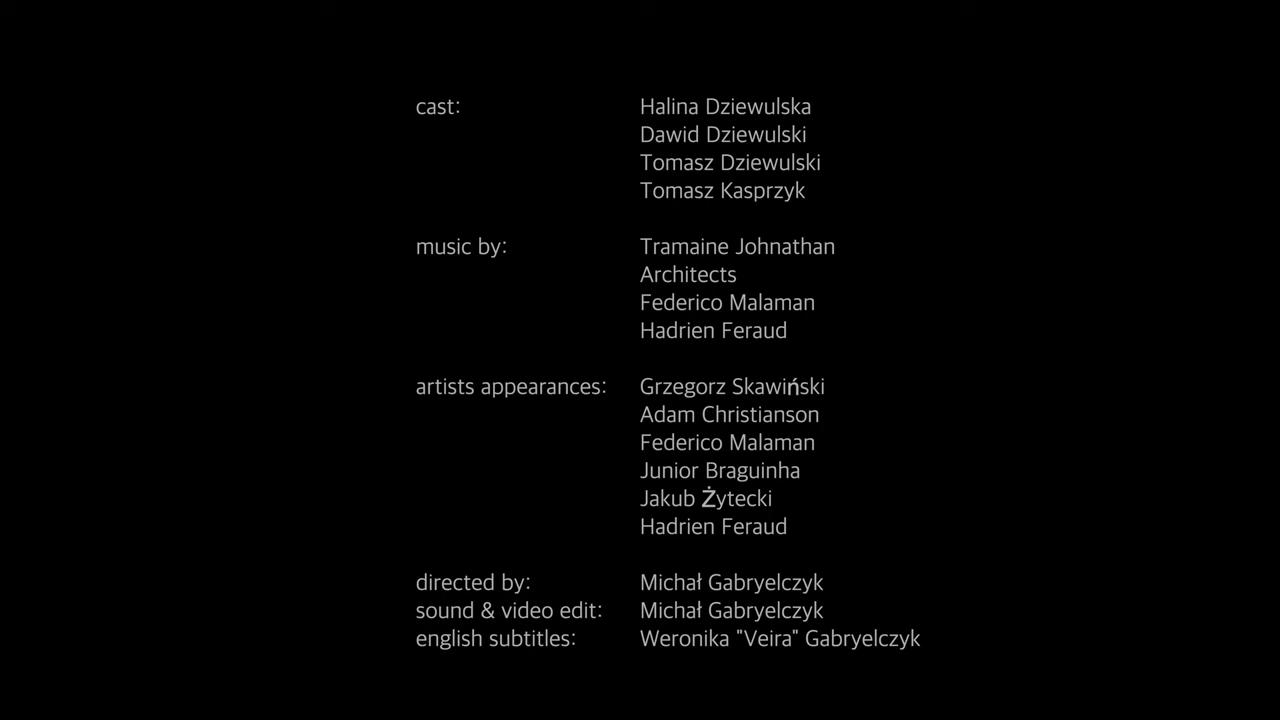 cast: Halina Dziewulska
Dawid Dziewulski
Tomasz Dziewulski
Tomasz Kasprzyk
music by: Tramaine Johnathan
Architects
Federico Malaman
Hadrien Feraud
artists appearances: Grzegorz Skawiński
Adam Christianson
Federico Malaman
Junior Braguinha
Jakub Żytecki
Hadrien Feraud
directed by: Michał Gabryelczyk
sound & video edit: Michał Gabryelczyk
english subtitles: Weronika "Veira" Gabryelczyk